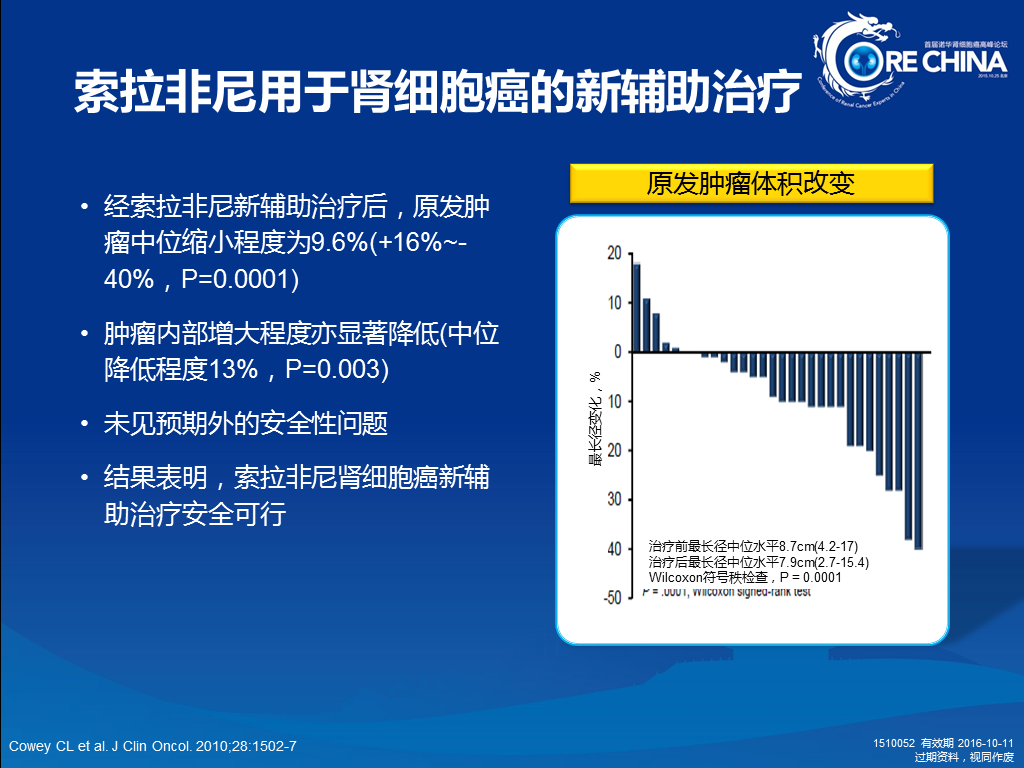 首届诺华肾细胞癌高峰论坛
CORE CHINA
2015.10.25 北京
Conference of Renal Cancer Experts in China
索拉非尼用于肾细胞癌的新辅助治疗
• 经索拉非尼新辅助治疗后，原发肿
瘤中位缩小程度为9.6%(+16%~-
40%，P=0.0001)
• 肿瘤内部增大程度亦显著降低(中位
降低程度13%，P=0.003)
• 未见预期外的安全性问题
• 结果表明，索拉非尼肾细胞癌新辅
助治疗安全可行
原发肿瘤体积改变
最长径变化，%
20
10
0
10
20
30
40
-50
治疗前最长径中位水平8.7cm(4.2-17)
治疗后最长径中位水平7.9cm(2.7-15.4)
Wilcoxon符号秩检查，P = 0.0001
P = .0001, Wilcoxon signed-rank test
Cowey CL et al. J Clin Oncol. 2010;28:1502-7
1510052 有效期 2016-10-11
过期资料，视同作废